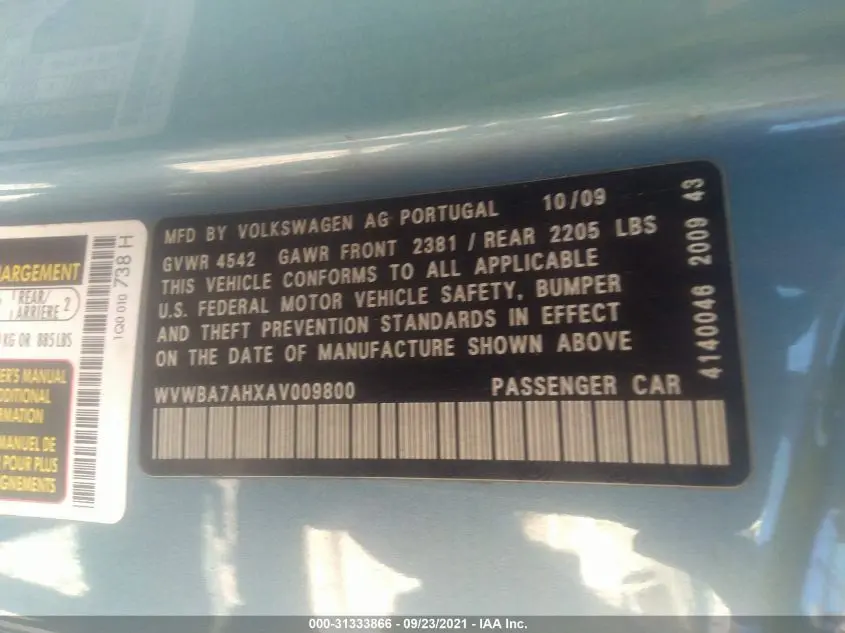 MFD BY VOLKSWAGEN AG PORTUGAL 10/09
GVWR 4542 GAWR FRONT 2381 / REAR 2205 LBS
THIS VEHICLE CONFORMS TO ALL APPLICABLE
U.S. FEDERAL MOTOR VEHICLE SAFETY, BUMPER
AND THEFT PREVENTION STANDARDS IN EFFECT
ON THE DATE OF MANUFACTURE SHOWN ABOVE
WVWBA7AHXAV009800 PASSENGER CAR
4140046 2009 43
HARGEMENT
REAR/
ARRIERE 2
KG OR 885 LBS
ER'S MANUAL
ADDITIONAL
RMATION
MANUEL DE
POUR PLUS
GNEMENTS
1Q0 010 738 H
000-31333866 - 09/23/2021 - IAA Inc.